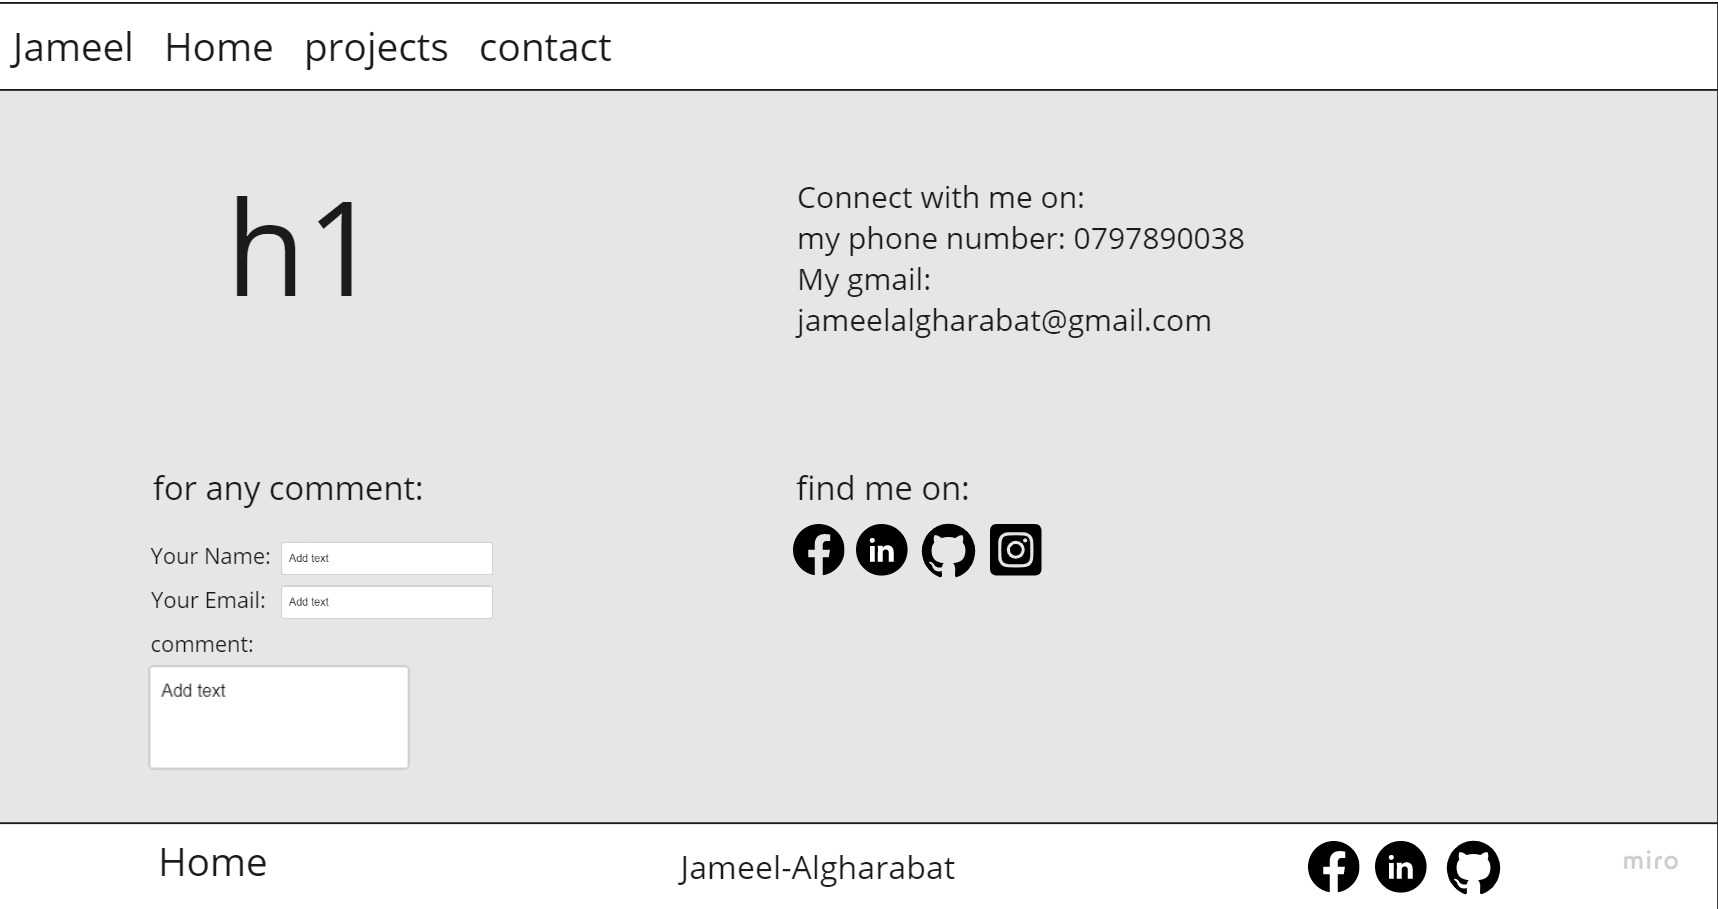 Jameel Home projects contact
h1
Connect with me on:
my phone number: 0797890038
My gmail:
jameelalgharabat@gmail.com
for any comment:
Your Name: Add text
Your Email: Add text
comment:
Add text
find me on:
in
Home
Jameel-Algharabat
in
miro